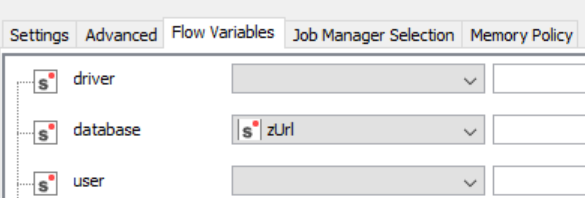 Settings Advanced Flow Variables Job Manager Selection Memory Policy
s driver
s database s zUrl
s user